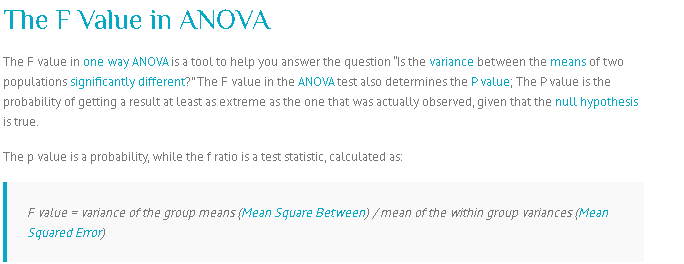 The F Value in ANOVA
The F value in one way ANOVA is a tool to help you answer the question "Is the variance between the means of two
populations significantly different?" The F value in the ANOVA test also determines the P value; The P value is the
probability of getting a result at least as extreme as the one that was actually observed, given that the null hypothesis
is true.
The p value is a probability, while the f ratio is a test statistic, calculated as:
F value = variance of the group means (Mean Square Between) / mean of the within group variances (Mean
Squared Error)